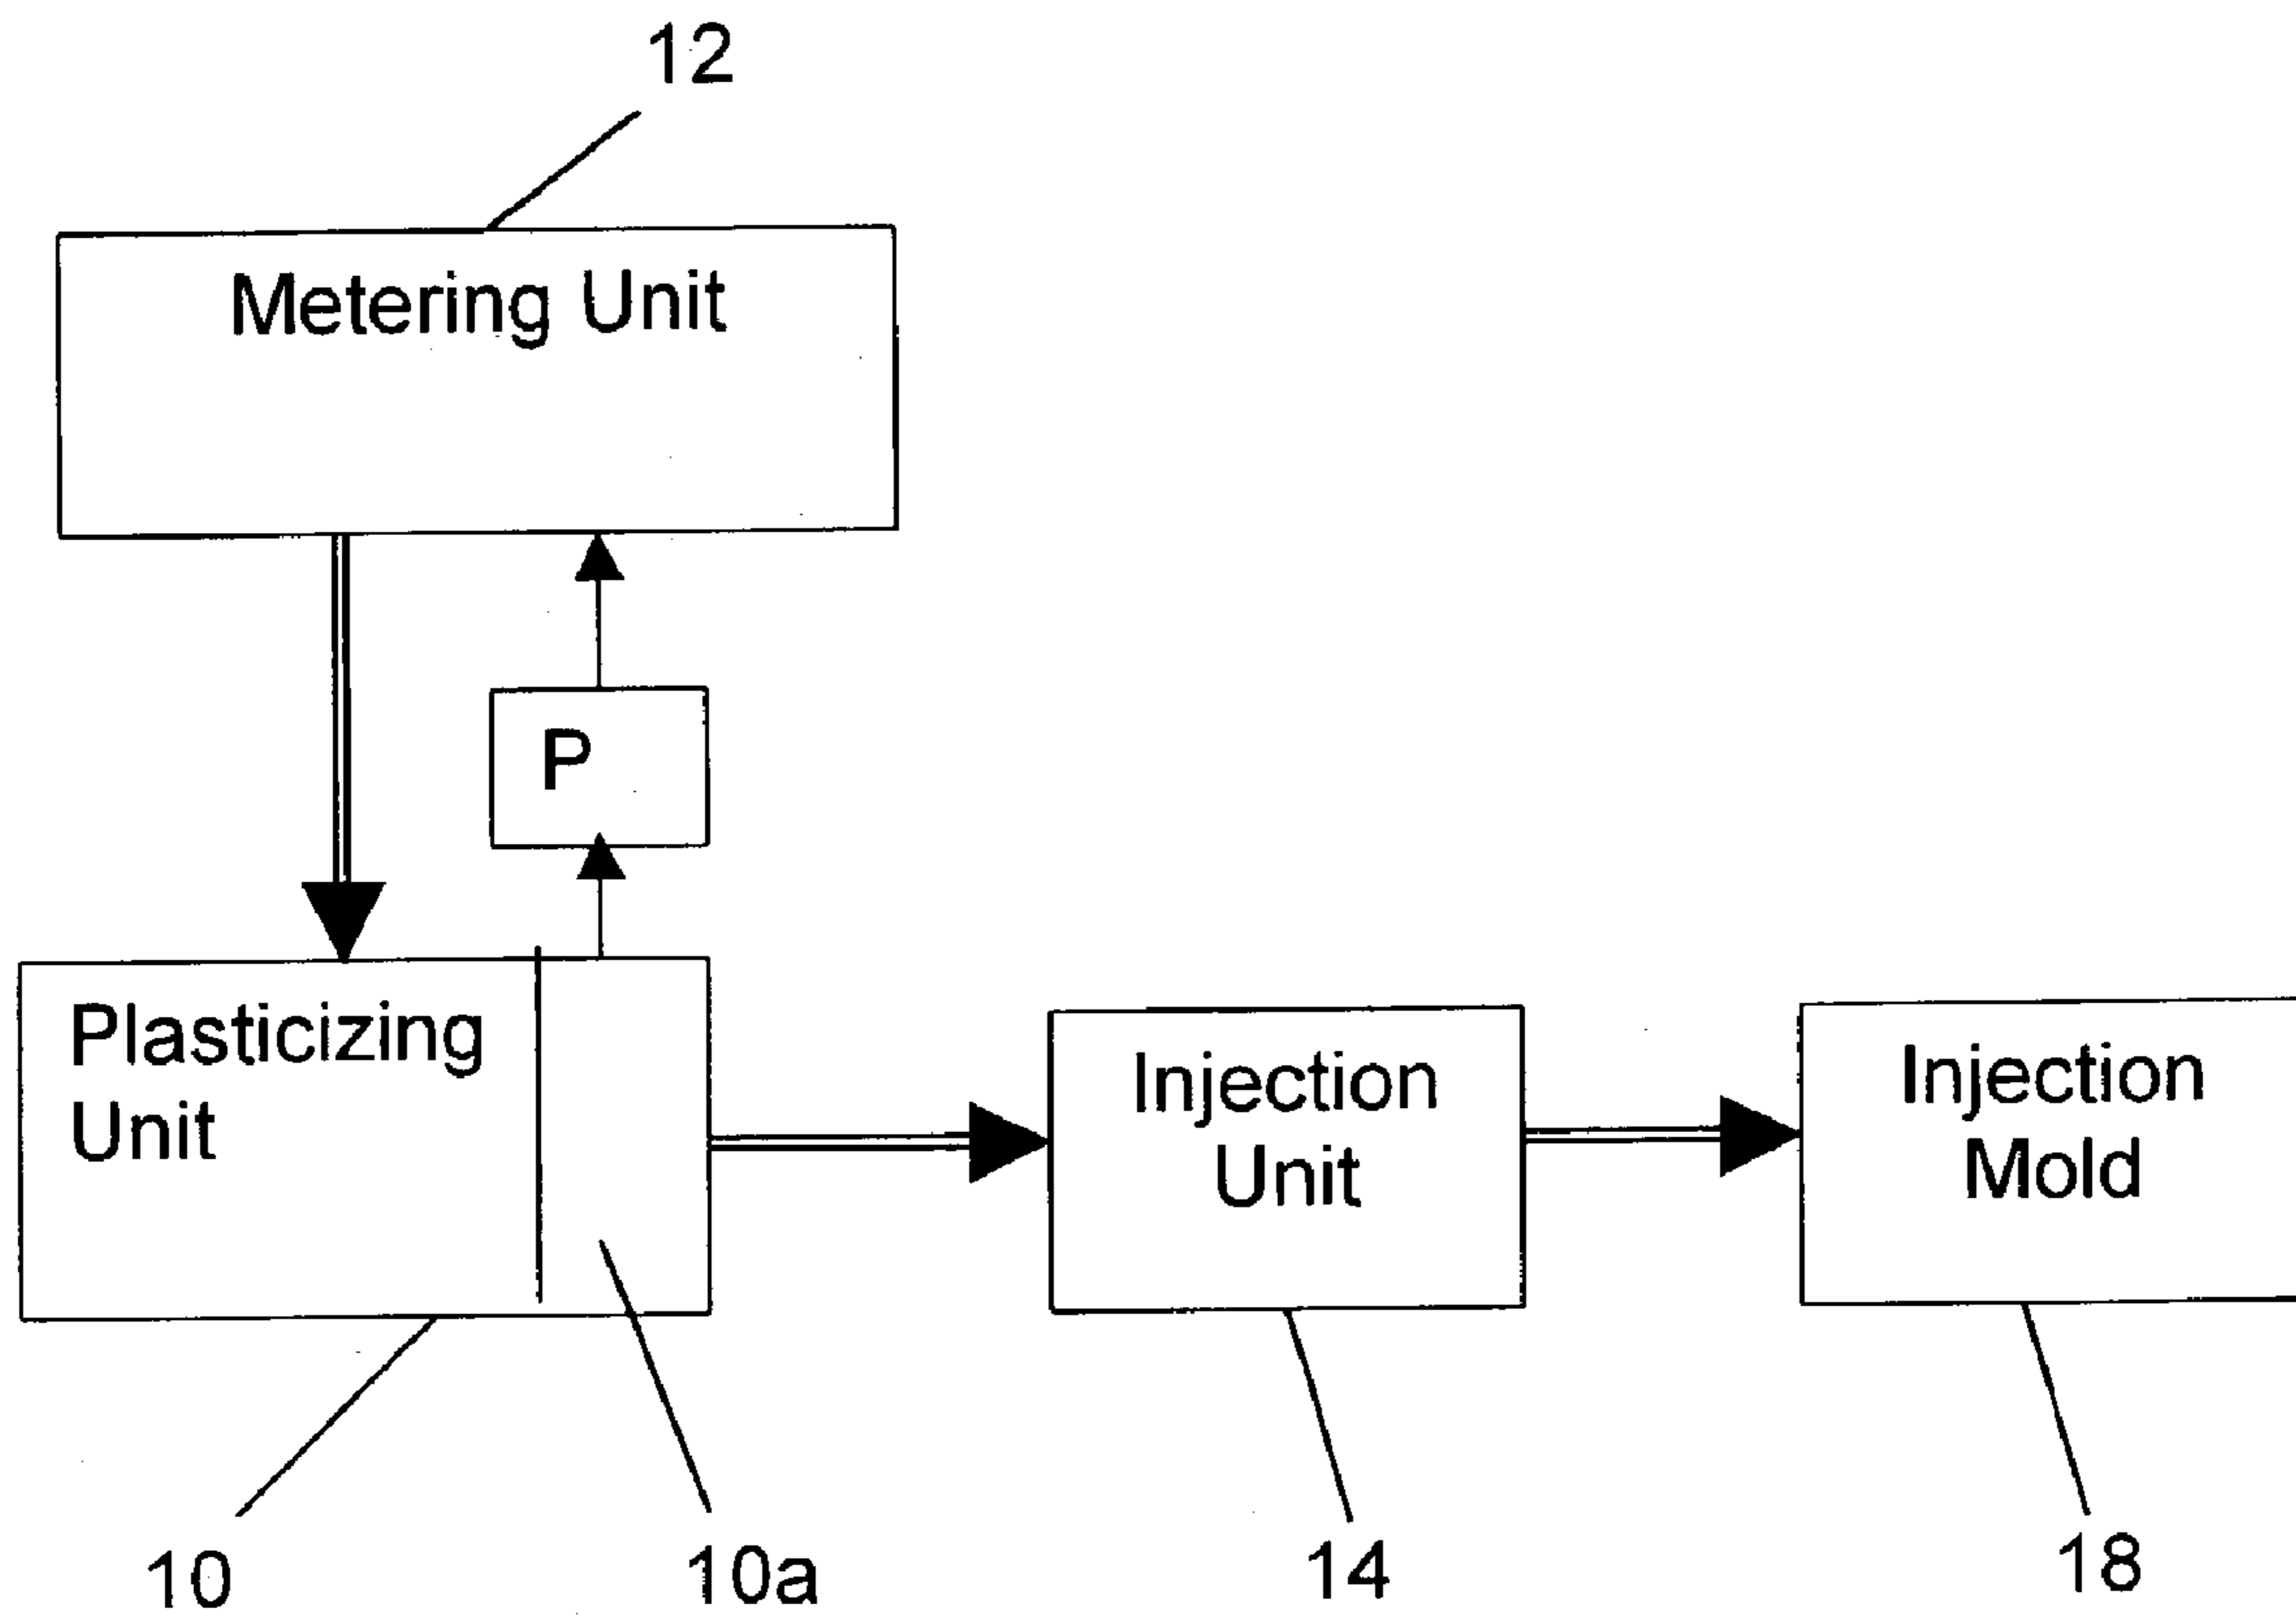 12
Metering Unit
P
Plasticizing
Unit
Injection
Unit
Injection
Mold
10
10a
14
18